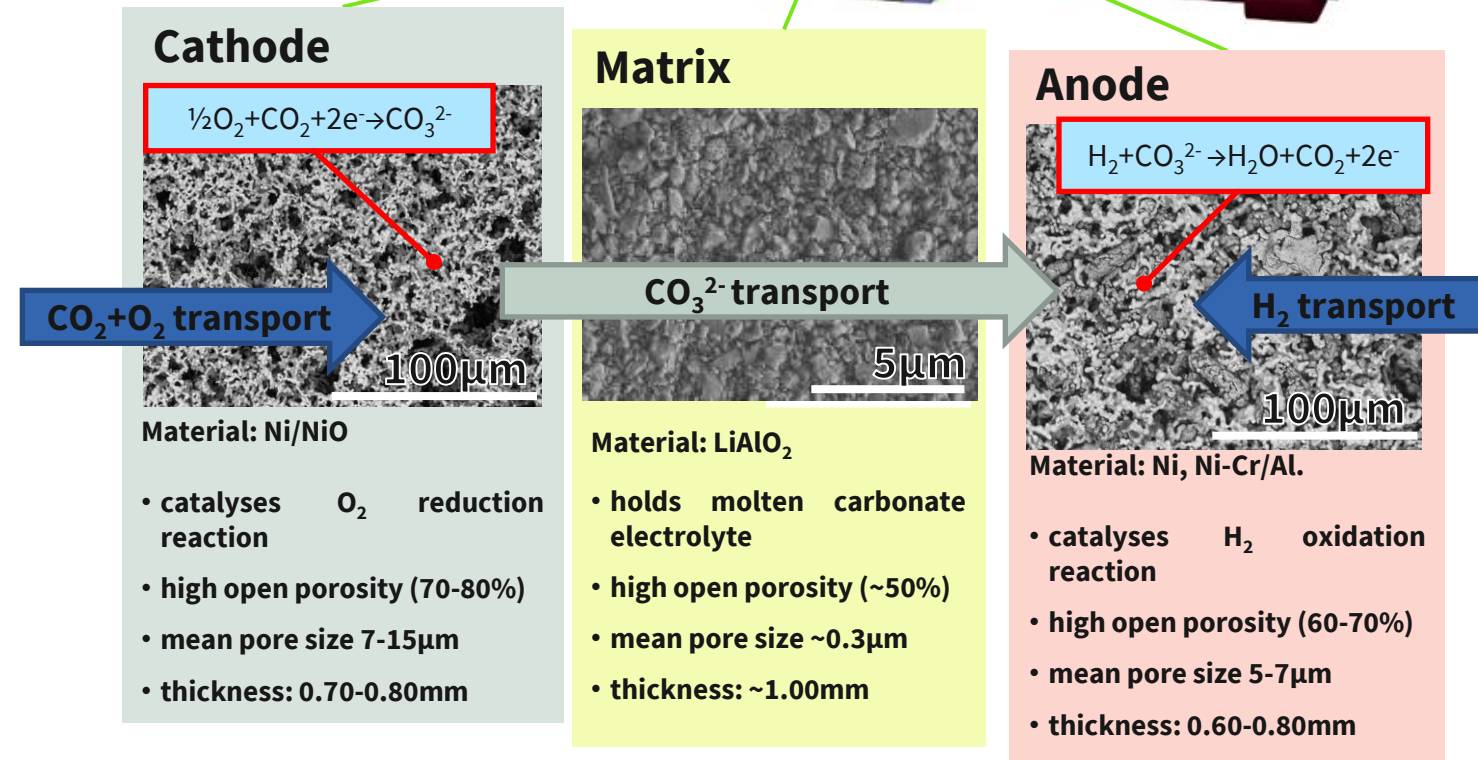 Cathode
½O₂+CO₂+2e⁻→CO₃²⁻
CO₂+O₂ transport
100µm
Material: Ni/NiO
• catalyses O₂ reduction
reaction
• high open porosity (70-80%)
• mean pore size 7-15µm
• thickness: 0.70-0.80mm
Matrix
CO₃²⁻ transport
5µm
Material: LiAlO₂
• holds molten carbonate
electrolyte
• high open porosity (~50%)
• mean pore size ~0.3µm
• thickness: ~1.00mm
Anode
H₂+CO₃²⁻→H₂O+CO₂+2e⁻
H₂ transport
100µm
Material: Ni, Ni-Cr/Al.
• catalyses H₂ oxidation
reaction
• high open porosity (60-70%)
• mean pore size 5-7µm
• thickness: 0.60-0.80mm